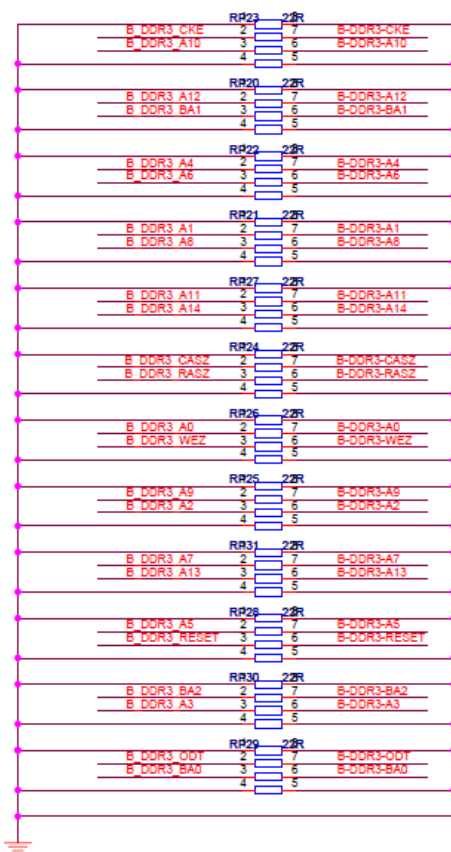 RP23 22R
B_DDR3_CKE 2 7 B-DDR3-CKE
B_DDR3_A10 3 6 B-DDR3-A10
4 5
RP20 22R
B_DDR3_A12 2 7 B-DDR3-A12
B_DDR3_BA1 3 6 B-DDR3-BA1
4 5
RP22 22R
B_DDR3_A4 2 7 B-DDR3-A4
B_DDR3_A6 3 6 B-DDR3-A6
4 5
RP21 22R
B_DDR3_A1 2 7 B-DDR3-A1
B_DDR3_A8 3 6 B-DDR3-A8
4 5
RP27 22R
B_DDR3_A11 2 7 B-DDR3-A11
B_DDR3_A14 3 6 B-DDR3-A14
4 5
RP24 22R
B_DDR3_CASZ 2 7 B-DDR3-CASZ
B_DDR3_RASZ 3 6 B-DDR3-RASZ
4 5
RP26 22R
B_DDR3_A0 2 7 B-DDR3-A0
B_DDR3_WEZ 3 6 B-DDR3-WEZ
4 5
RP25 22R
B_DDR3_A9 2 7 B-DDR3-A9
B_DDR3_A2 3 6 B-DDR3-A2
4 5
RP31 22R
B_DDR3_A7 2 7 B-DDR3-A7
B_DDR3_A13 3 6 B-DDR3-A13
4 5
RP28 22R
B_DDR3_A5 2 7 B-DDR3-A5
B_DDR3_RESET 3 6 B-DDR3-RESET
4 5
RP30 22R
B_DDR3_BA2 2 7 B-DDR3-BA2
B_DDR3_A3 3 6 B-DDR3-A3
4 5
RP29 22R
B_DDR3_ODT 2 7 B-DDR3-ODT
B_DDR3_BA0 3 6 B-DDR3-BA0
4 5